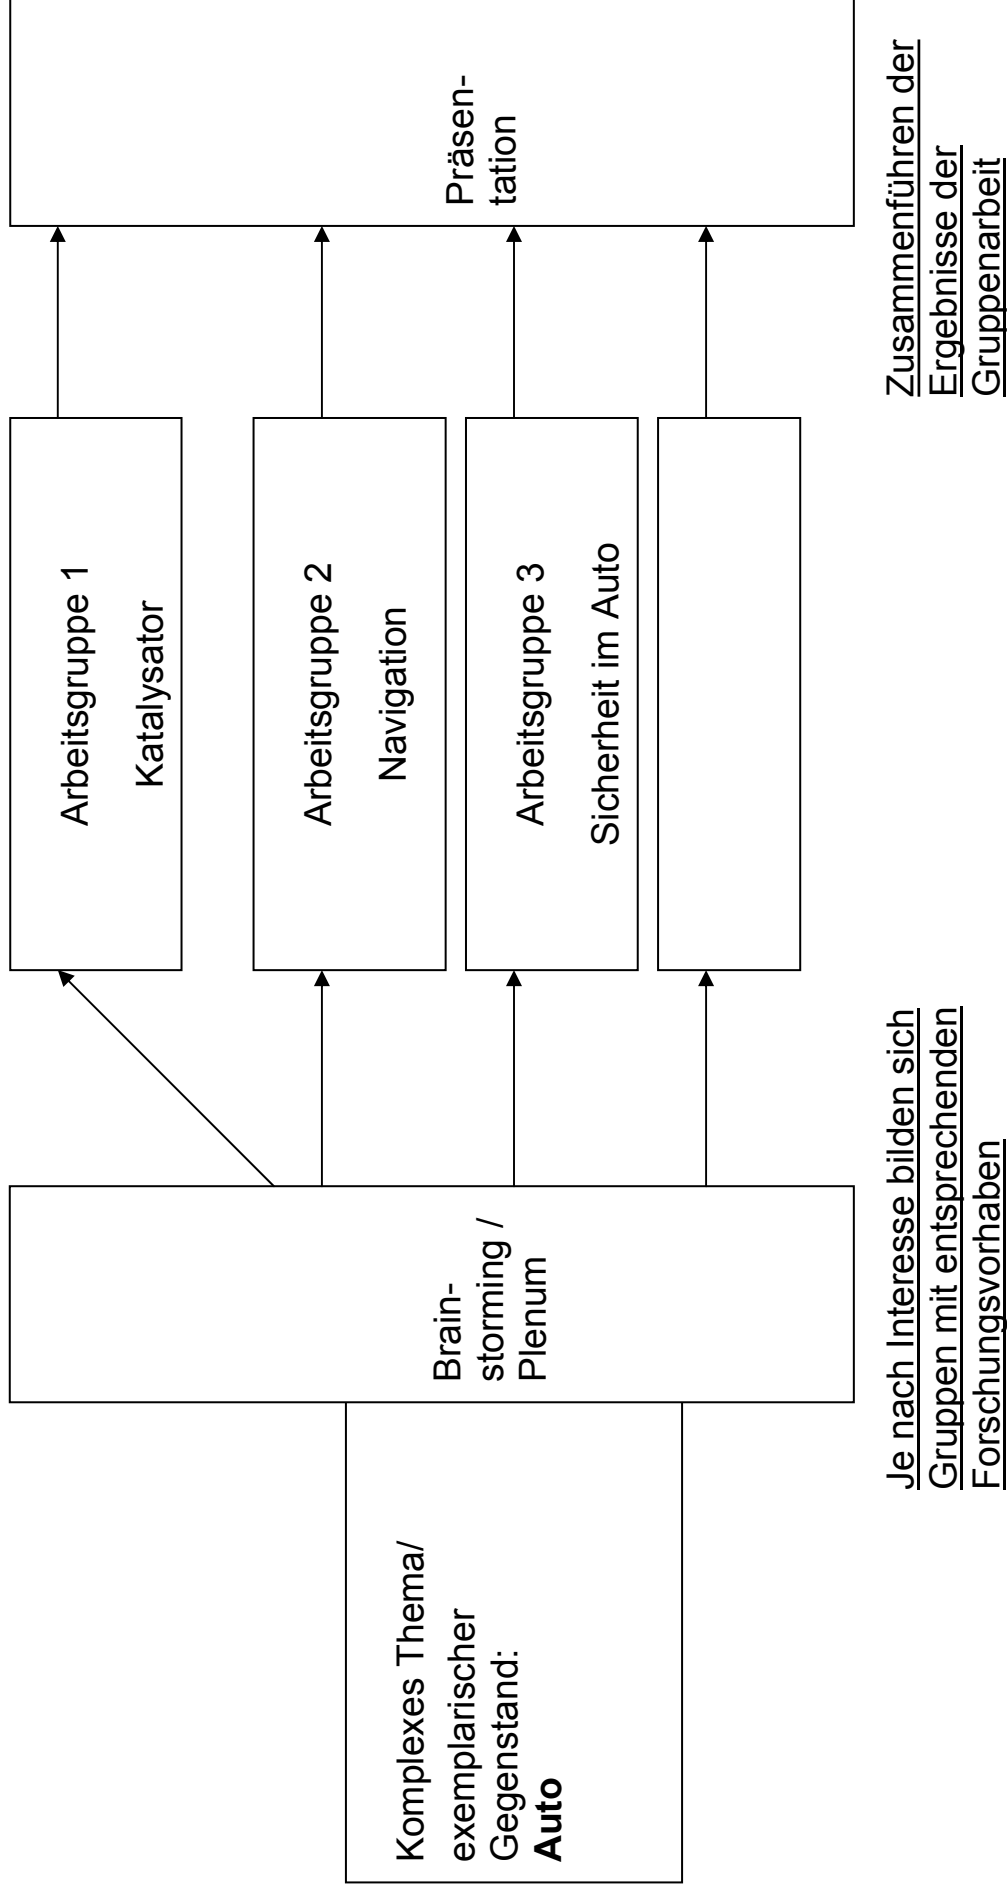 Komplexes Thema/
exemplarischer
Gegenstand:
Auto
Brain-
storming /
Plenum
Arbeitsgruppe 1
Katalysator
Arbeitsgruppe 2
Navigation
Arbeitsgruppe 3
Sicherheit im Auto
Präsen-
tation
Je nach Interesse bilden sich
Gruppen mit entsprechenden
Forschungsvorhaben
Zusammenführen der
Ergebnisse der
Gruppenarbeit